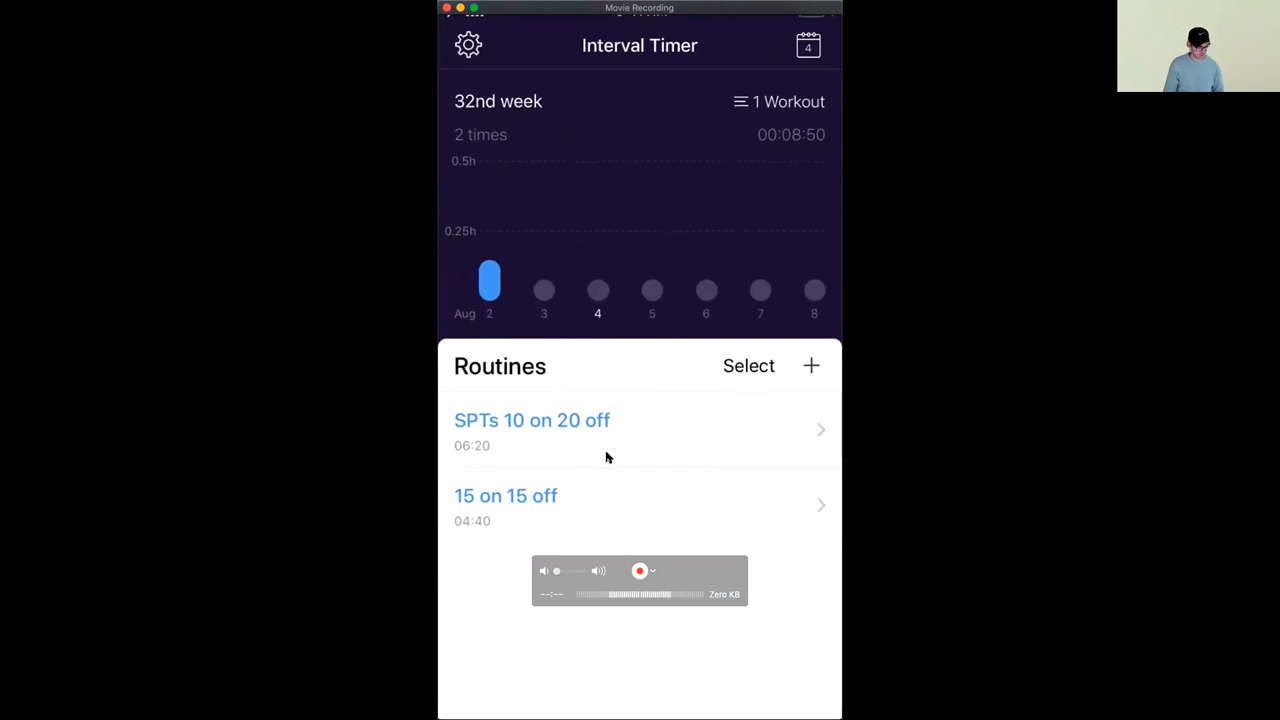 Movie Recording
Interval Timer
4
32nd week
1 Workout
2 times
00:08:50
0.5h
0.25h
Aug 2 3 4 5 6 7 8
Routines
Select
SPTs 10 on 20 off
06:20
15 on 15 off
04:40
--:--
Zero KB